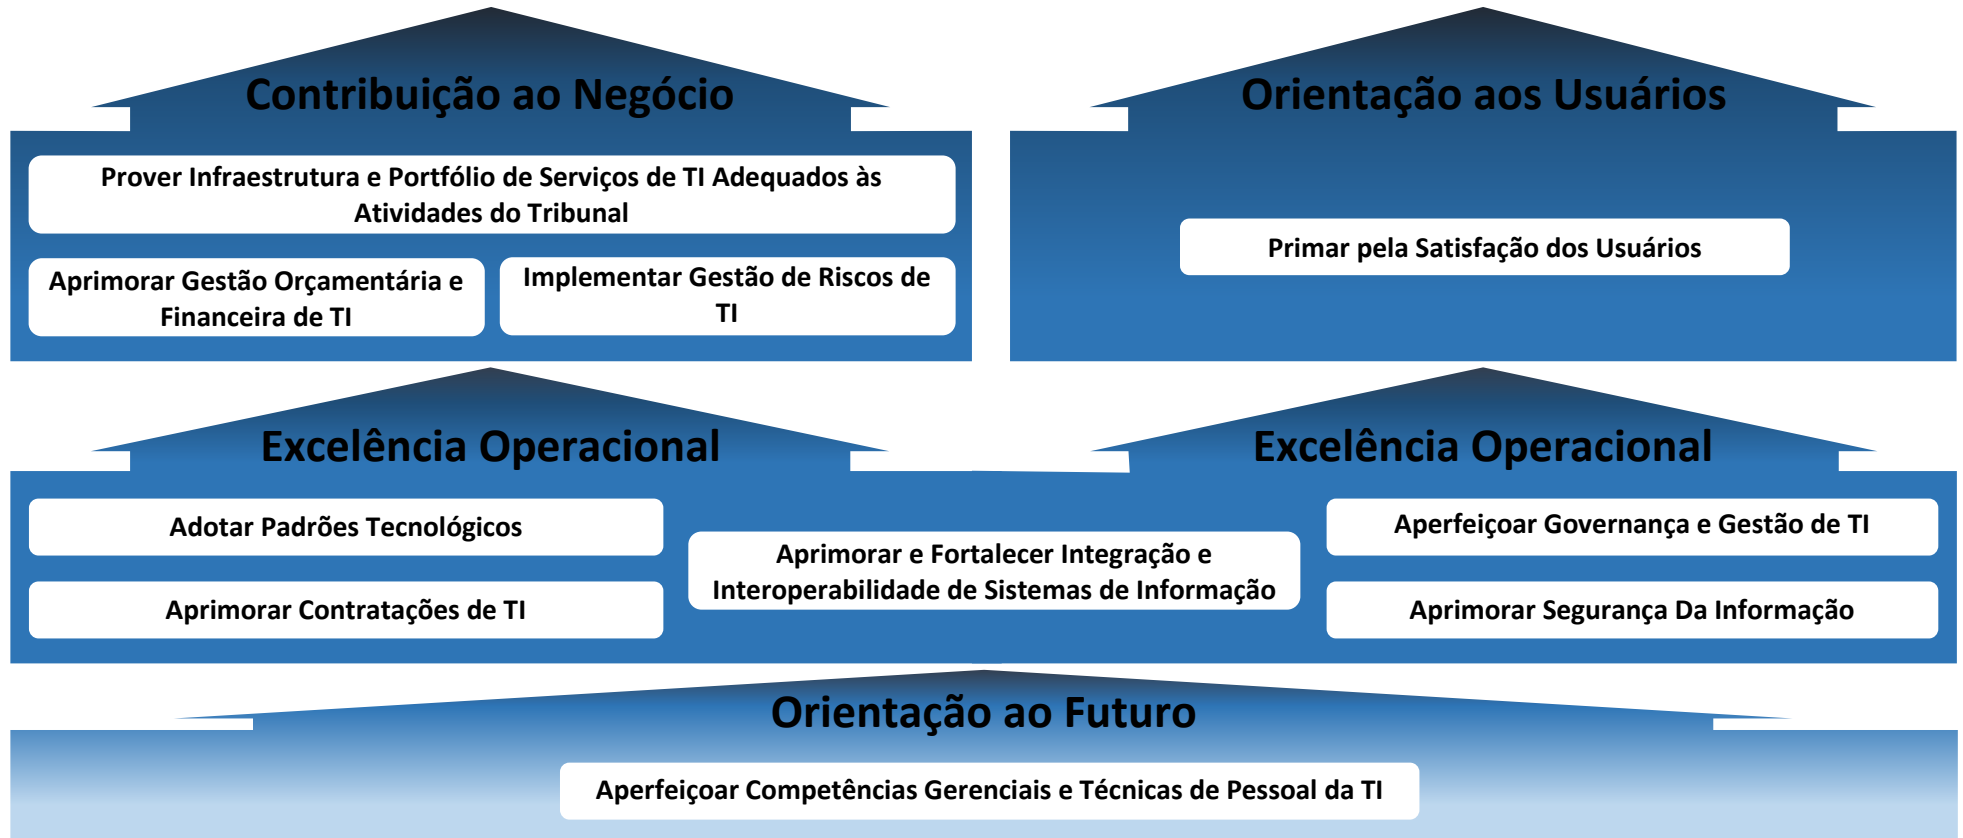 Contribuição ao Negócio
Prover Infraestrutura e Portfólio de Serviços de TI Adequados às
Atividades do Tribunal
Aprimorar Gestão Orçamentária e
Financeira de TI
Implementar Gestão de Riscos de
TI
Orientação aos Usuários
Primar pela Satisfação dos Usuários
Excelência Operacional
Excelência Operacional
Adotar Padrões Tecnológicos
Aprimorar Contratações de TI
Aprimorar e Fortalecer Integração e
Interoperabilidade de Sistemas de Informação
Aperfeiçoar Governança e Gestão de TI
Aprimorar Segurança Da Informação
Orientação ao Futuro
Aperfeiçoar Competências Gerenciais e Técnicas de Pessoal da TI